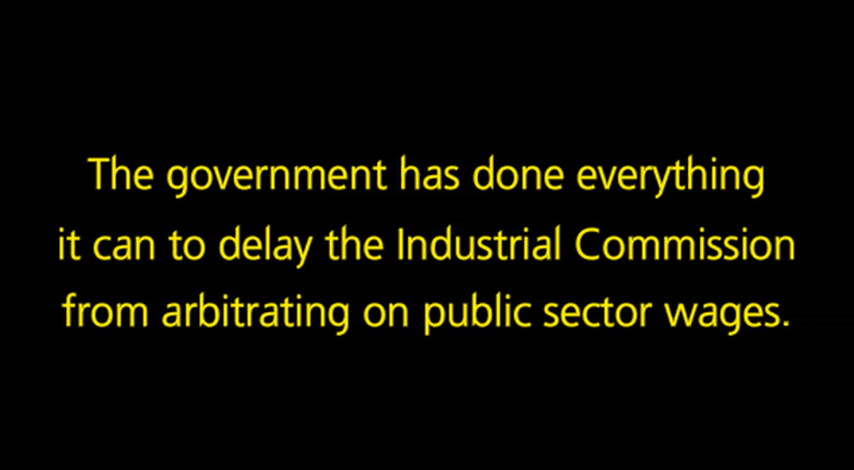 The government has done everything
it can to delay the Industrial Commission
from arbitrating on public sector wages.